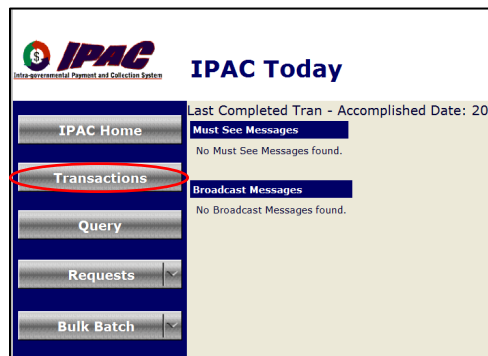 $
IPAC
Intra-governmental Payment and Collection System
IPAC Today
Last Completed Tran - Accomplished Date: 20
IPAC Home
Must See Messages
No Must See Messages found.
Transactions
Broadcast Messages
No Broadcast Messages found.
Query
Requests
Bulk Batch